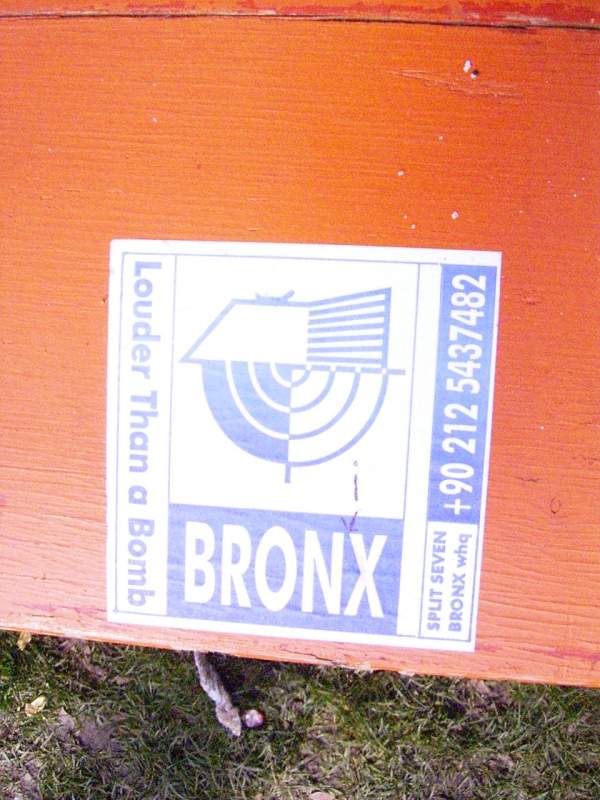 Louder Than a Bomb
BRONX
SPLIT SEVEN
BRONX whq
+90 212 5437482